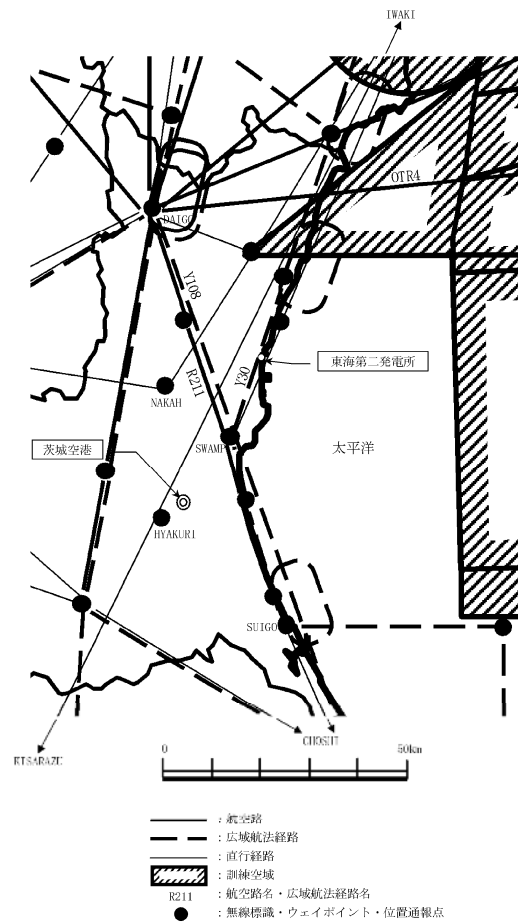 IWAKI
OTR4
DAIGO
Y108
東海第二発電所
R211
Y30
NAKAH
SWAMP
太平洋
茨城空港
HYAKURI
SUIGO
CHOSHI
KISARAZU
0
50km
：航空路
：広域航法経路
：直行経路
：訓練空域
R211
：航空路名・広域航法経路名
：無線標識・ウェイポイント・位置通報点